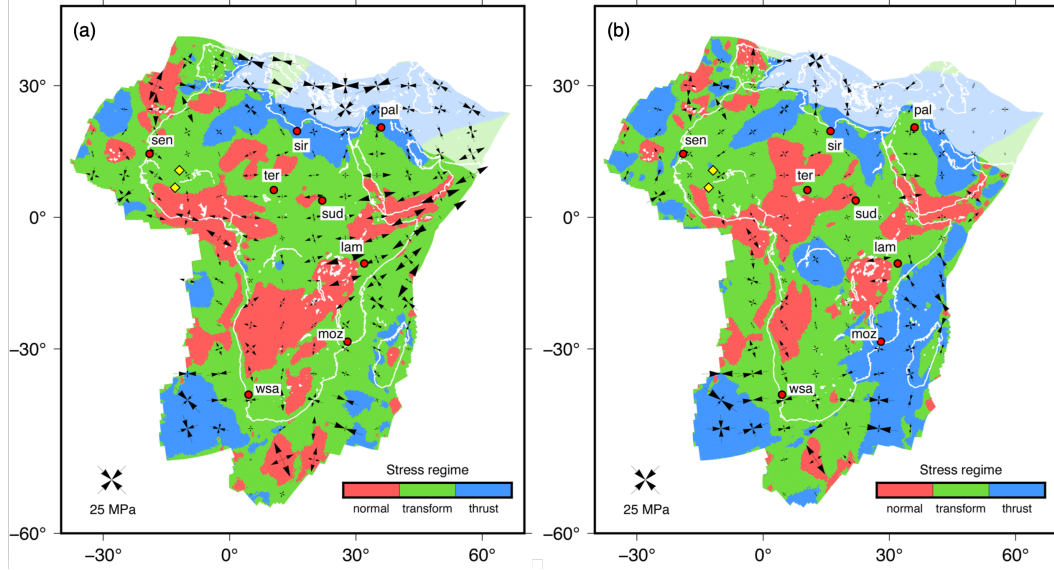 (a)
30°
0°
−30°
−60°
−30°
0°
30°
60°
sen
sir
pal
ter
sud
lam
moz
wsa
25 MPa
Stress regime
normal transform thrust
(b)
30°
0°
−30°
−60°
−30°
0°
30°
60°
sen
sir
pal
ter
sud
lam
moz
wsa
25 MPa
Stress regime
normal transform thrust